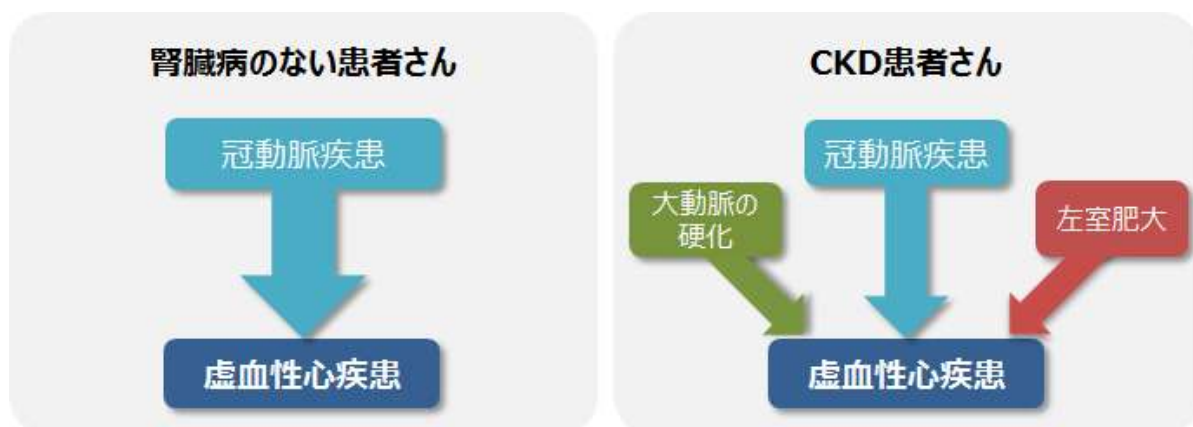 腎臓病のない患者さん
冠動脈疾患
虚血性心疾患
CKD患者さん
冠動脈疾患
大動脈の
硬化
左室肥大
虚血性心疾患